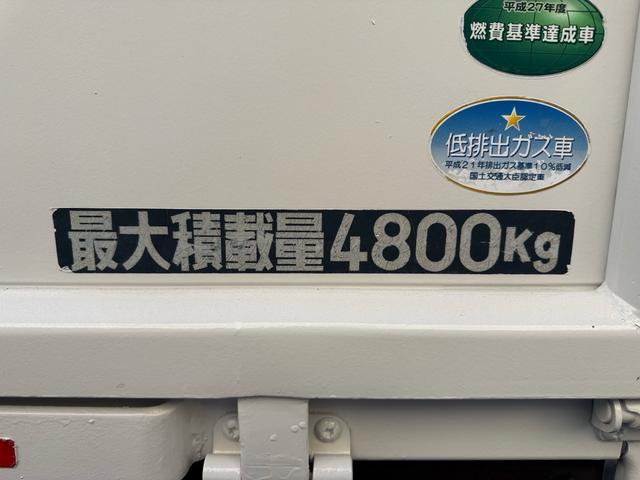 平成27年度
燃費基準達成車
低排出ガス車
平成21年排出ガス基準10%低減
国土交通大臣認定車
最大積載量4800Kg